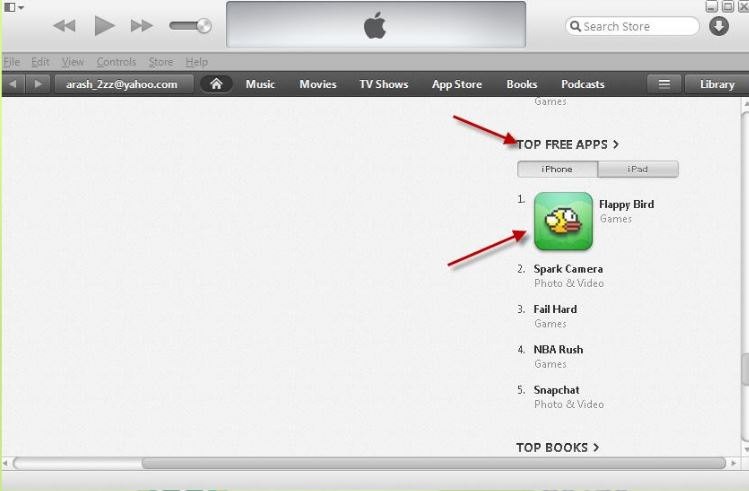 Search Store
File Edit View Controls Store Help
arash_2zz@yahoo.com Music Movies TV Shows App Store Books Podcasts Library
Games
TOP FREE APPS >
iPhone iPad
1. Flappy Bird
Games
2. Spark Camera
Photo & Video
3. Fail Hard
Games
4. NBA Rush
Games
5. Snapchat
Photo & Video
TOP BOOKS >